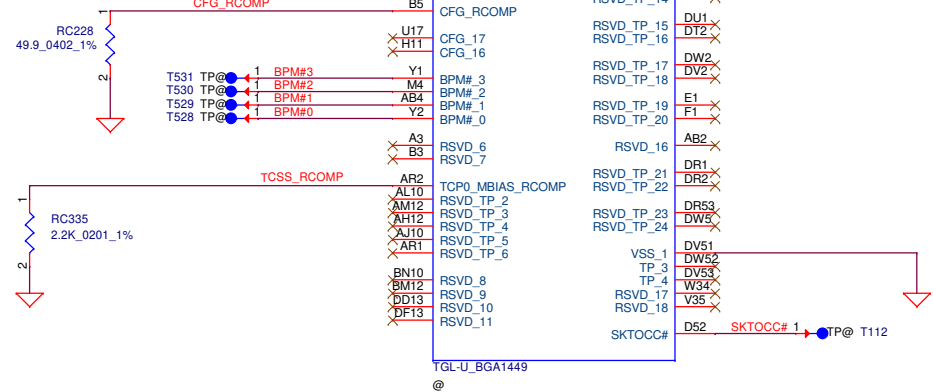 CFG_RCOMP
B5
CFG_RCOMP
RSVD_TP_14
1
RC228
49.9_0402_1%
2
U17
CFG_17
H11
CFG_16
DU1
RSVD_TP_15
DT2
RSVD_TP_16
DW2
RSVD_TP_17
DV2
RSVD_TP_18
T531 TP@ 1 BPM#3 Y1 BPM#_3
T530 TP@ 1 BPM#2 M4 BPM#_2
T529 TP@ 1 BPM#1 AB4 BPM#_1
T528 TP@ 1 BPM#0 Y2 BPM#_0
RSVD_TP_19 E1
RSVD_TP_20 F1
A3 RSVD_6
B3 RSVD_7
RSVD_16 AB2
RSVD_TP_21 DR1
RSVD_TP_22 DR2
TCSS_RCOMP AR2 TCP0_MBIAS_RCOMP
1
RC335
2.2K_0201_1%
2
AL10 RSVD_TP_2
AM12 RSVD_TP_3
AH12 RSVD_TP_4
AJ10 RSVD_TP_5
AR1 RSVD_TP_6
RSVD_TP_23 DR53
RSVD_TP_24 DW5
VSS_1 DV51
TP_3 DW52
TP_4 DV53
RSVD_17 W34
RSVD_18 V35
BN10 RSVD_8
BM12 RSVD_9
DD13 RSVD_10
DF13 RSVD_11
SKTOCC# D52 SKTOCC# 1 TP@ T112
TGL-U_BGA1449
@